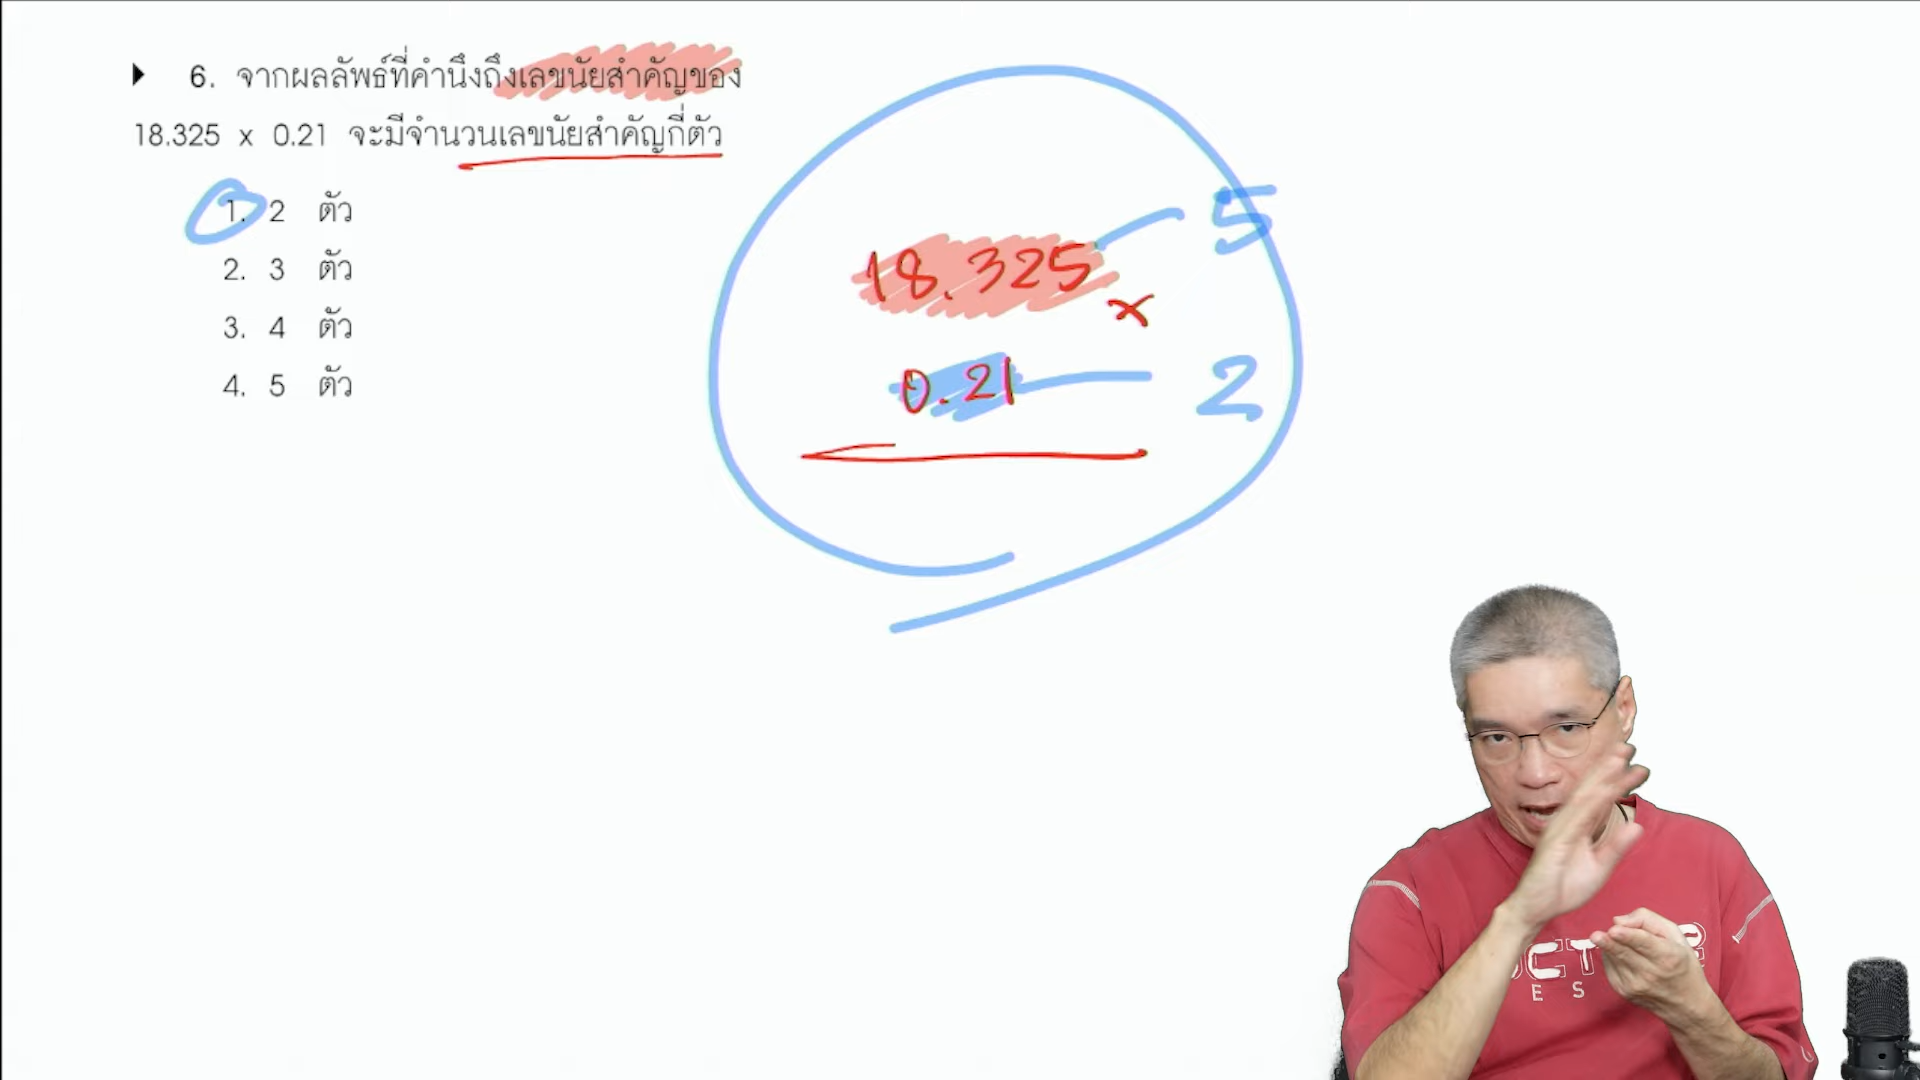 6. จากผลลัพธ์ที่คำนึงถึงเลขนัยสำคัญของ
18.325 x 0.21 จะมีจำนวนเลขนัยสำคัญกี่ตัว
1. 2 ตัว
2. 3 ตัว
3. 4 ตัว
4. 5 ตัว
18.325 5
x
0.21 2
E S